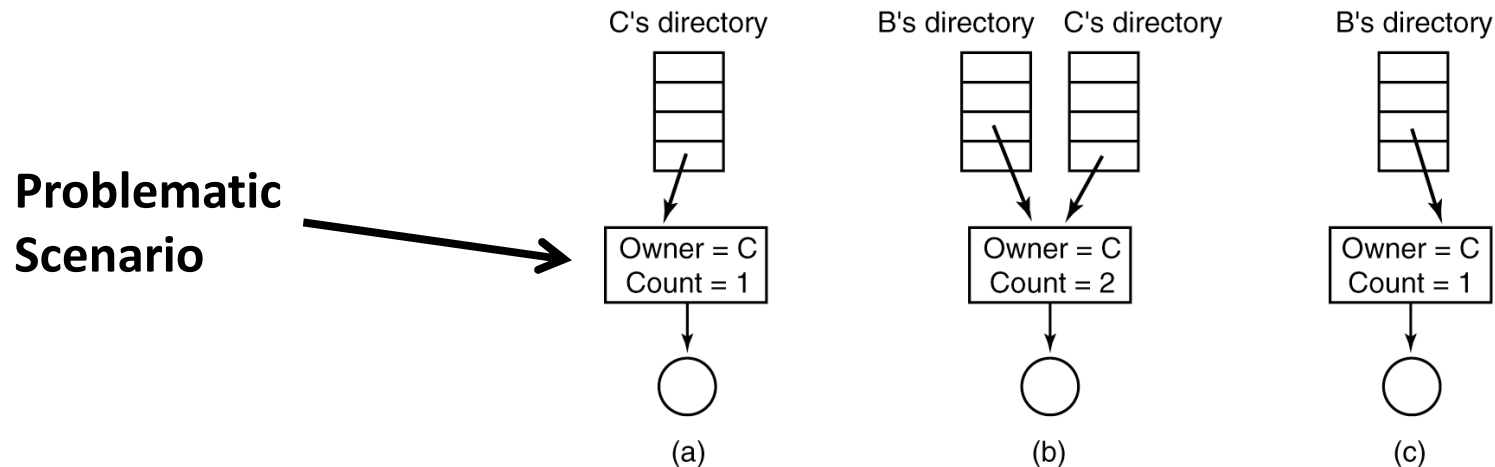 C's directory
B's directory
C's directory
B's directory
Problematic
Scenario
Owner = C
Count = 1
Owner = C
Count = 2
Owner = C
Count = 1
(a)
(b)
(c)